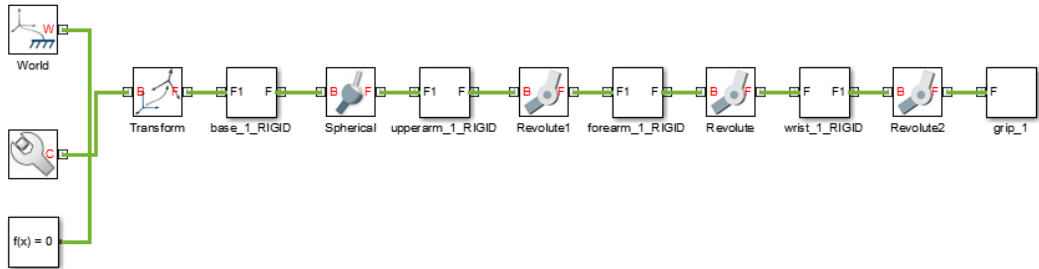 W
World
B F
Transform
F1 F
base_1_RIGID
B F
Spherical
F1 F
upperarm_1_RIGID
B F
Revolute1
F1 F
forearm_1_RIGID
B F
Revolute
F F1
wrist_1_RIGID
B F
Revolute2
F
grip_1
C
f(x) = 0